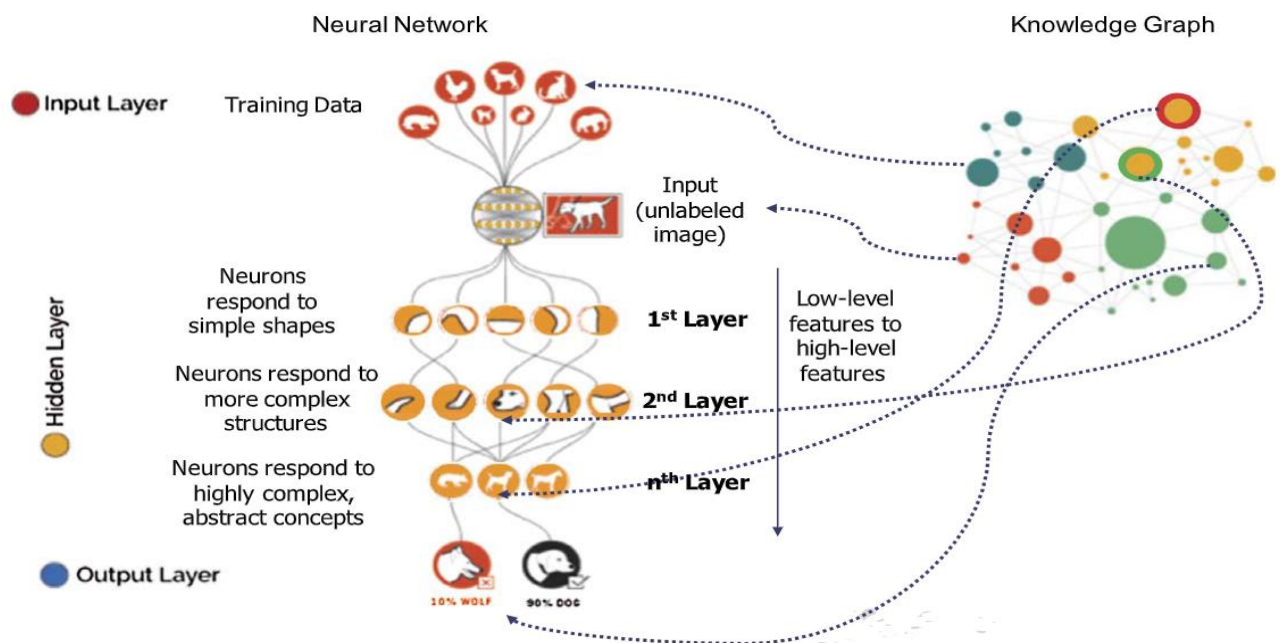 Neural Network
Knowledge Graph
Input Layer
Training Data
Input
(unlabeled
image)
Neurons
respond to
simple shapes
1st Layer
Low-level
features to
high-level
features
Hidden Layer
Neurons respond to
more complex
structures
2nd Layer
Neurons respond to
highly complex,
abstract concepts
nth Layer
Output Layer
10% WOLF
90% DOG